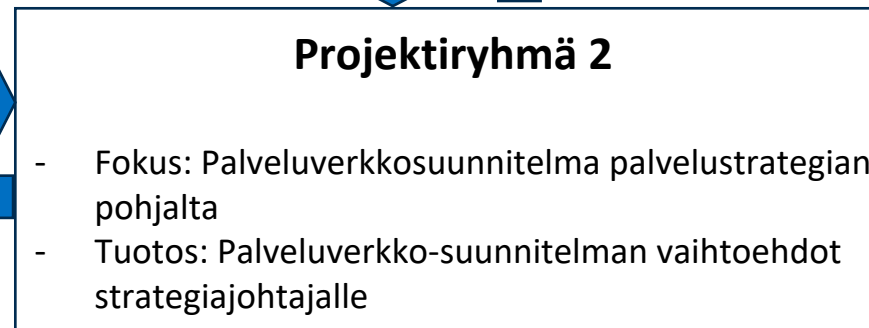 Projektiryhmä 2
- Fokus: Palveluverkkosuunnitelma palvelustrategian
pohjalta
- Tuotos: Palveluverkko-suunnitelman vaihtoehdot
strategiajohtajalle